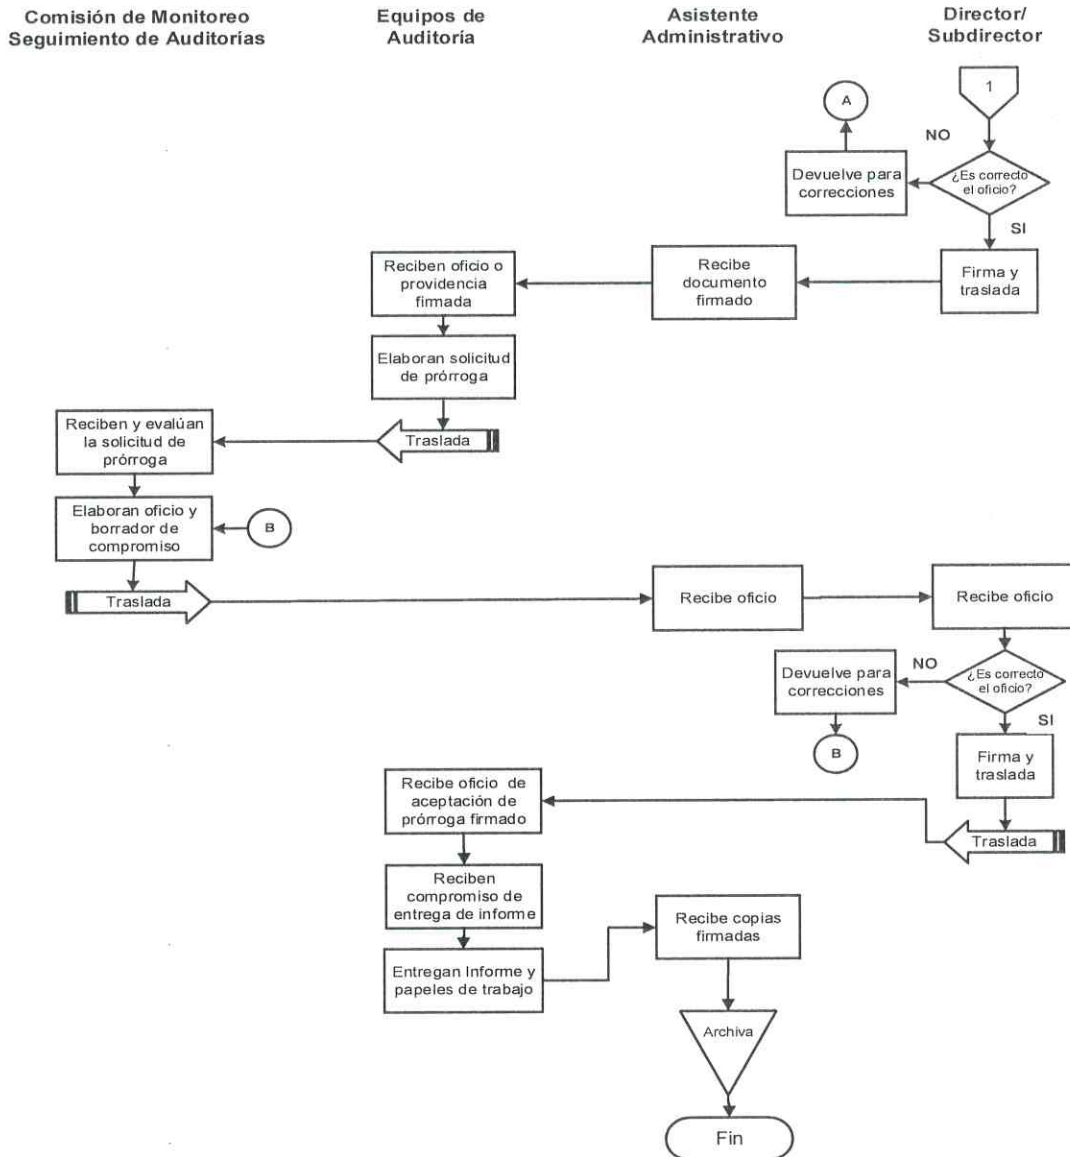 Comisión de Monitoreo
Seguimiento de Auditorías
Equipos de
Auditoría
Asistente
Administrativo
Director/
Subdirector
1
A
NO
¿Es correcto
el oficio?
Devuelve para
correcciones
SI
Firma y
traslada
Recibe
documento
firmado
Reciben oficio o
providencia
firmada
Elaboran solicitud
de prórroga
Traslada
Reciben y evalúan
la solicitud de
prórroga
Elaboran oficio y
borrador de
compromiso
B
Traslada
Recibe oficio
Recibe oficio
¿Es correcto
el oficio?
NO
Devuelve para
correcciones
B
SI
Firma y
traslada
Traslada
Recibe oficio de
aceptación de
prórroga firmado
Reciben
compromiso de
entrega de informe
Entregan Informe y
papeles de trabajo
Recibe copias
firmadas
Archiva
Fin